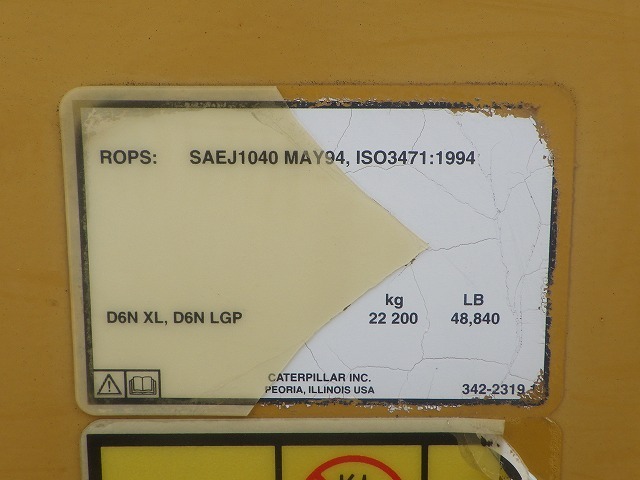 ROPS: SAEJ1040 MAY94, ISO3471:1994
kg LB
D6N XL, D6N LGP 22 200 48,840
CATERPILLAR INC.
PEORIA, ILLINOIS USA
342-2319